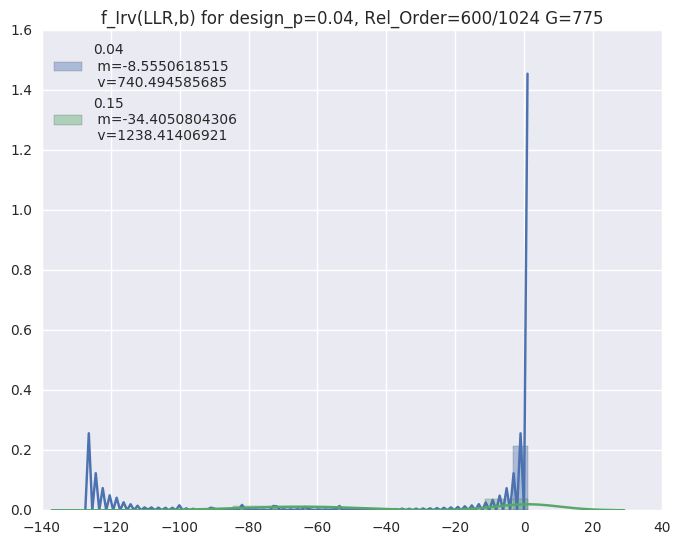 f_Irv(LLR,b) for design_p=0.04, Rel_Order=600/1024 G=775
0.04
m=-8.5550618515
v=740.494585685
0.15
m=-34.4050804306
v=1238.41406921
1.6
1.4
1.2
1.0
0.8
0.6
0.4
0.2
0.0
−140 −120 −100 −80 −60 −40 −20 0 20 40